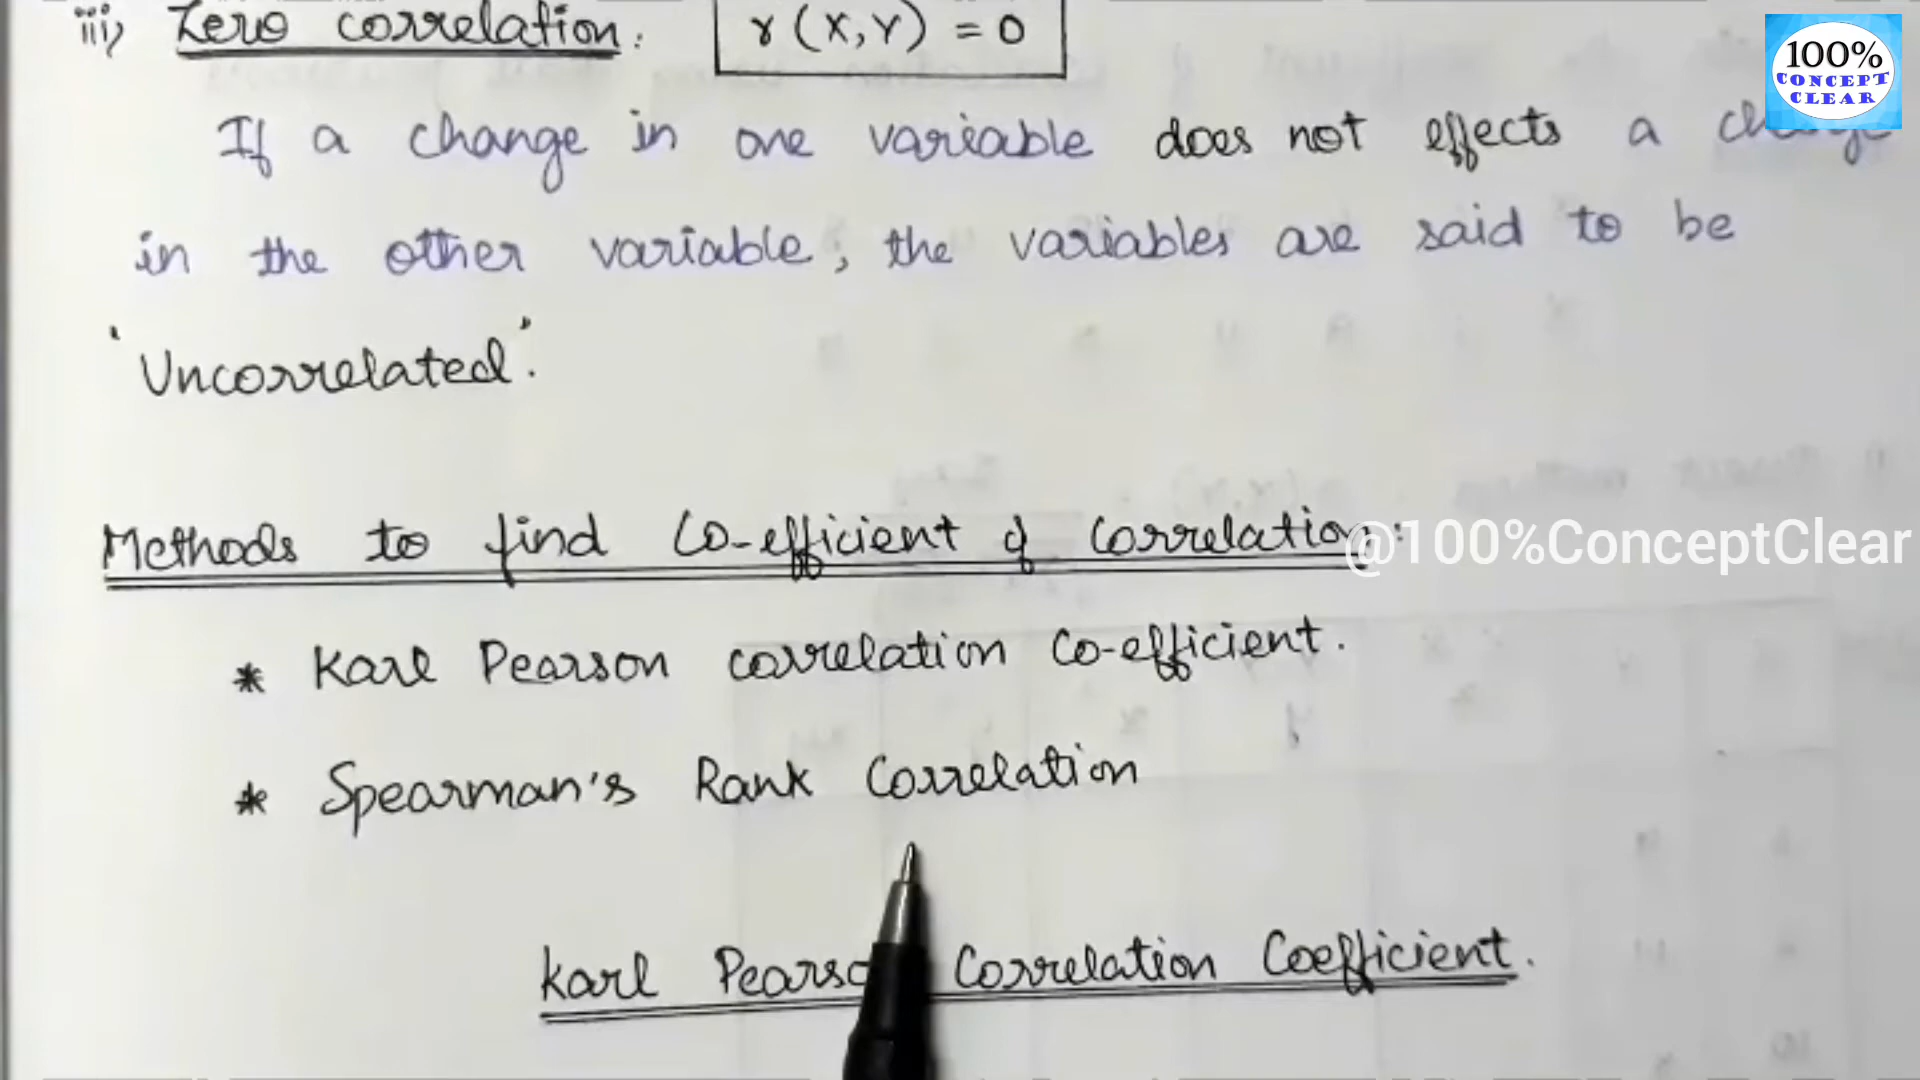 iii) Zero correlation: r (X,Y) = 0
100%
CONCEPT
CLEAR
If a change in one variable does not effects a change
in the other variable, the variables are said to be
'Uncorrelated'.
Methods to find Co-efficient of Correlation:
@100%ConceptClear
* Karl Pearson correlation Co-efficient.
* Spearman's Rank Correlation
Karl Pearso Correlation Coefficient.